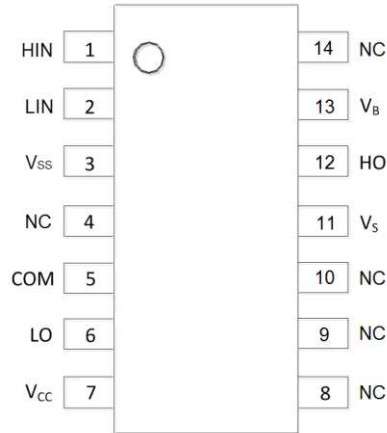 HIN 1 14 NC
LIN 2 13 VB
VSS 3 12 HO
NC 4 11 VS
COM 5 10 NC
LO 6 9 NC
VCC 7 8 NC